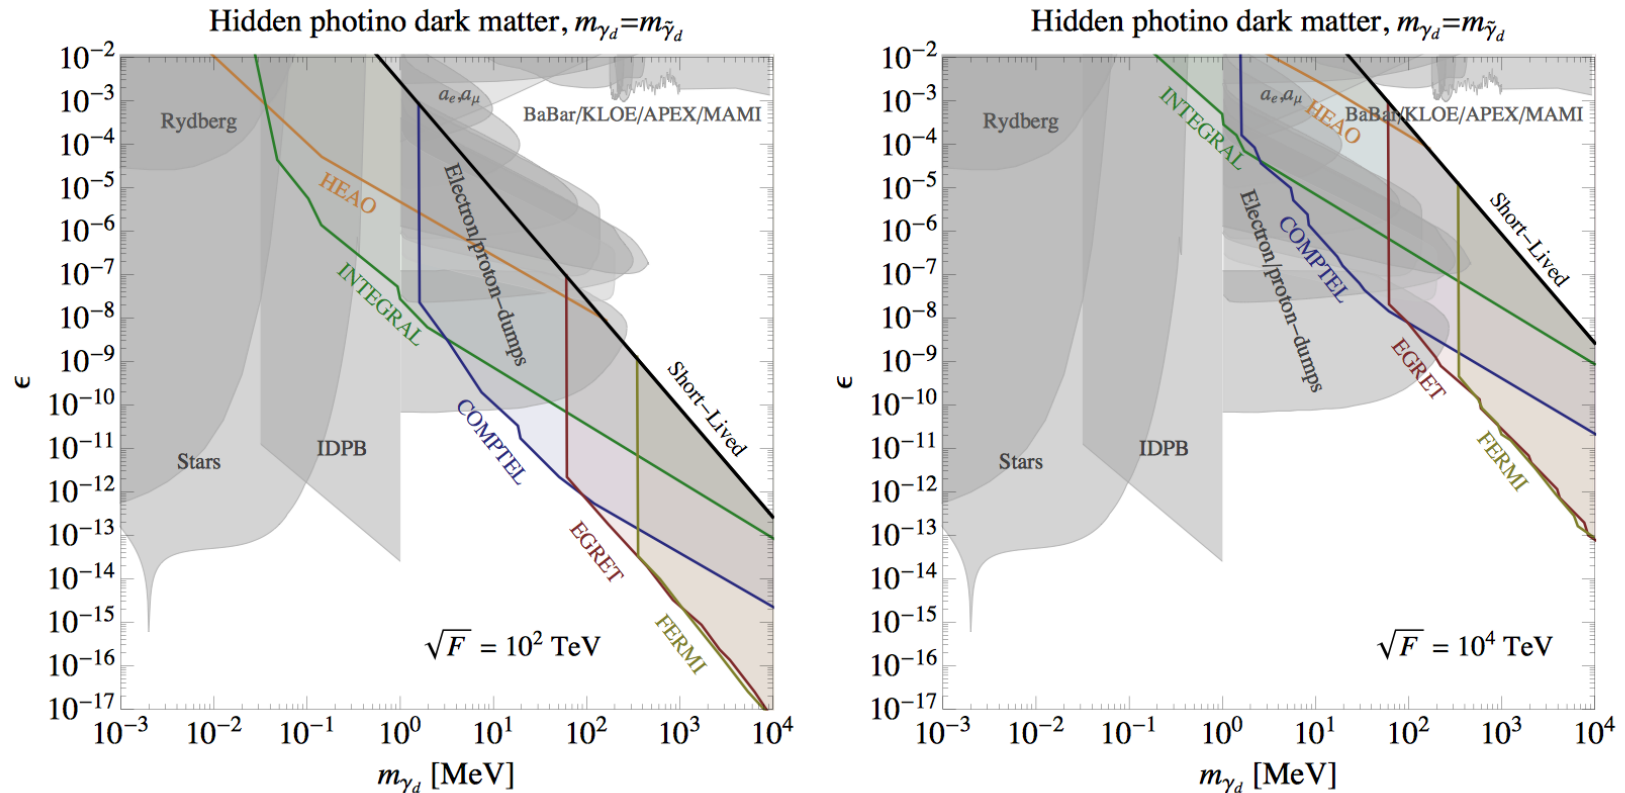 Hidden photino dark matter, m_{γ_d}=m_{γ̃_d}
10^{-2}
10^{-3}
10^{-4}
10^{-5}
10^{-6}
10^{-7}
10^{-8}
10^{-9}
10^{-10}
10^{-11}
10^{-12}
10^{-13}
10^{-14}
10^{-15}
10^{-16}
10^{-17}
ϵ
a_e,a_μ
BaBar/KLOE/APEX/MAMI
Rydberg
HEAO
Electron/proton-dumps
INTEGRAL
Short-Lived
COMPTEL
IDPB
Stars
EGRET
FERMI
√F = 10^2 TeV
10^{-3} 10^{-2} 10^{-1} 10^0 10^1 10^2 10^3 10^4
m_{γ_d} [MeV]
Hidden photino dark matter, m_{γ_d}=m_{γ̃_d}
10^{-2}
10^{-3}
10^{-4}
10^{-5}
10^{-6}
10^{-7}
10^{-8}
10^{-9}
10^{-10}
10^{-11}
10^{-12}
10^{-13}
10^{-14}
10^{-15}
10^{-16}
10^{-17}
ϵ
a_e,a_μ
BaBar/KLOE/APEX/MAMI
Rydberg
HEAO
INTEGRAL
Electron/proton-dumps
COMPTEL
Short-Lived
EGRET
IDPB
Stars
FERMI
√F = 10^4 TeV
10^{-3} 10^{-2} 10^{-1} 10^0 10^1 10^2 10^3 10^4
m_{γ_d} [MeV]